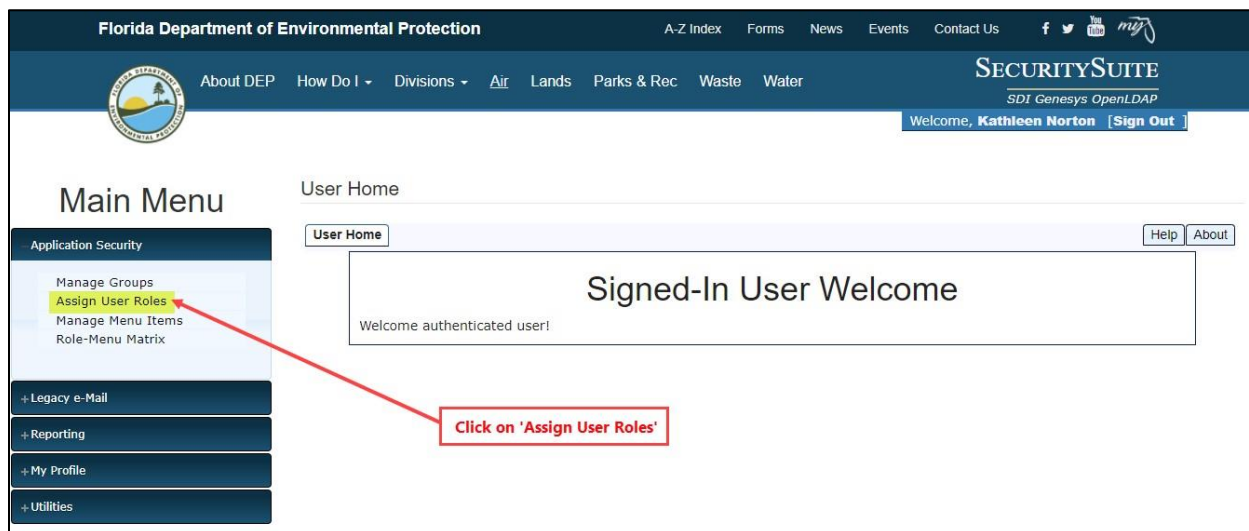 Florida Department of Environmental Protection A-Z Index Forms News Events Contact Us f You Tube my
About DEP How Do I Divisions Air Lands Parks & Rec Waste Water
SECURITYSUITE
SDI Genesys OpenLDAP
Welcome, Kathleen Norton [Sign Out ]
Main Menu
User Home
- Application Security
User Home Help About
Manage Groups
Assign User Roles
Manage Menu Items
Role-Menu Matrix
Signed-In User Welcome
Welcome authenticated user!
+ Legacy e-Mail
+ Reporting
+ My Profile
+ Utilities
Click on 'Assign User Roles'